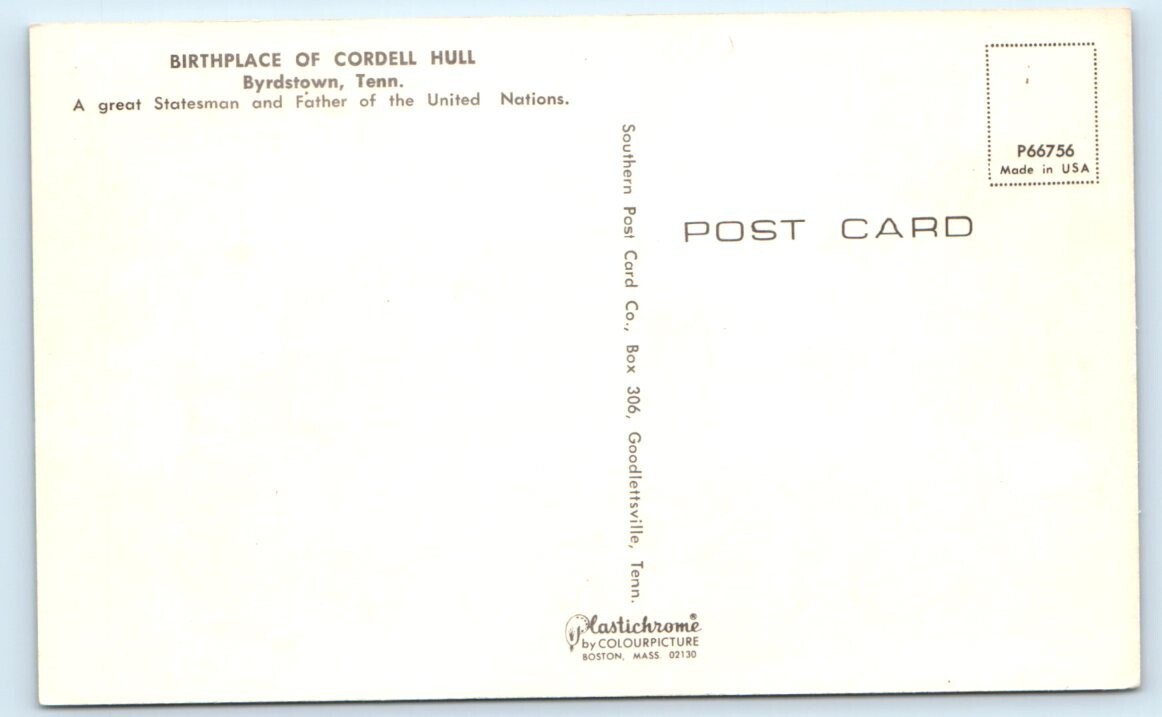 BIRTHPLACE OF CORDELL HULL
Byrdstown, Tenn.
A great Statesman and Father of the United Nations.
Southern Post Card Co., Box 306, Goodlettsville, Tenn.
P66756
Made in USA
POST CARD
Plastichrome®
by COLOURPICTURE
BOSTON, MASS. 02130